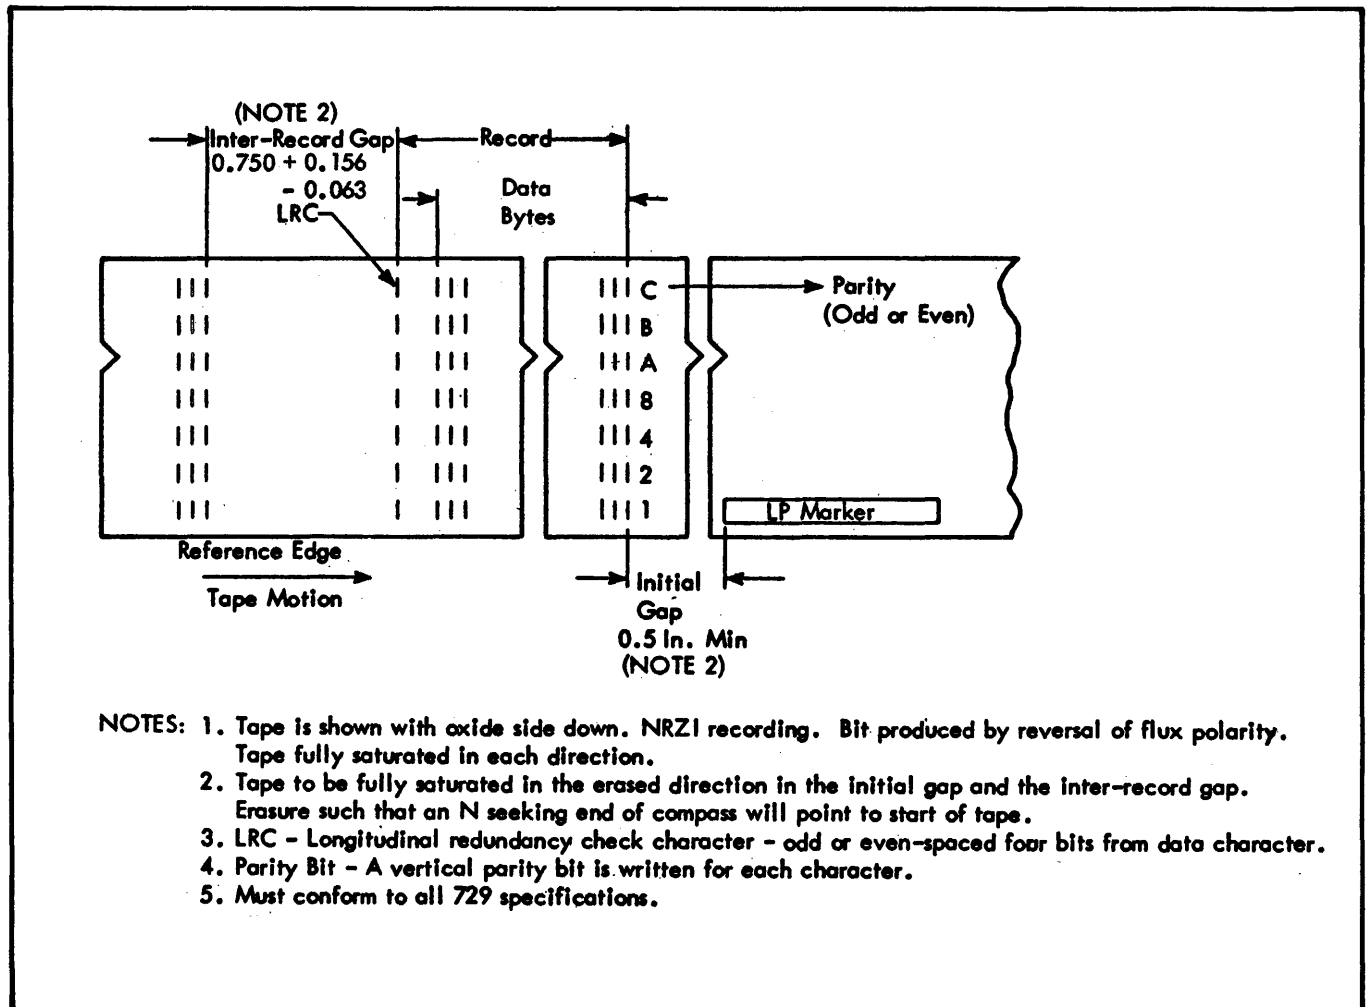 (NOTE 2)
Inter-Record Gap
0.750 + 0.156
- 0.063
LRC
Record
Data
Bytes
C
Parity
(Odd or Even)
B
A
8
4
2
1
LP Marker
Reference Edge
Tape Motion
Initial
Gap
0.5 In. Min
(NOTE 2)
NOTES: 1. Tape is shown with oxide side down. NRZI recording. Bit produced by reversal of flux polarity.
Tape fully saturated in each direction.
2. Tape to be fully saturated in the erased direction in the initial gap and the inter-record gap.
Erasure such that an N seeking end of compass will point to start of tape.
3. LRC - Longitudinal redundancy check character - odd or even-spaced four bits from data character.
4. Parity Bit - A vertical parity bit is written for each character.
5. Must conform to all 729 specifications.